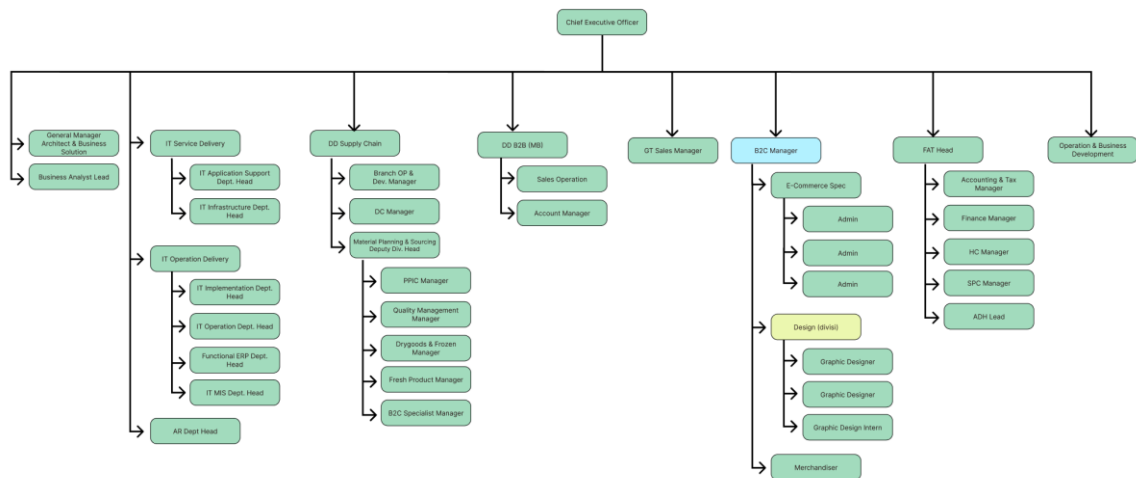 Chief Executive Officer
General Manager
Architect & Business
Solution
Business Analyst Lead
IT Service Delivery
IT Application Support
Dept. Head
IT Infrastructure Dept.
Head
IT Operation Delivery
IT Implementation Dept.
Head
IT Operation Dept. Head
Functional ERP Dept.
Head
IT MIS Dept. Head
AR Dept Head
DD Supply Chain
Branch OP &
Dev. Manager
DC Manager
Material Planning & Sourcing
Deputy Div. Head
PPIC Manager
Quality Management
Manager
Drygoods & Frozen
Manager
Fresh Product Manager
B2C Specialist Manager
DD B2B (MB)
Sales Operation
Account Manager
GT Sales Manager
B2C Manager
E-Commerce Spec
Admin
Admin
Admin
Design (divisi)
Graphic Designer
Graphic Designer
Graphic Design Intern
Merchandiser
FAT Head
Accounting & Tax
Manager
Finance Manager
HC Manager
SPC Manager
ADH Lead
Operation & Business
Development